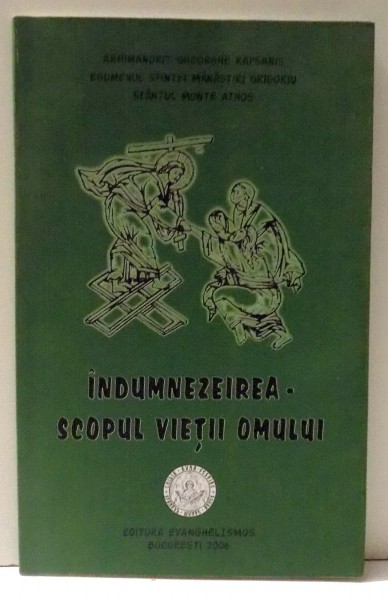 ARHIMANDRIT GHEORGHE KAPSANIS
EGUMENUL SFINTEI MĂNĂSTIRI GRIGORIU
SFÂNTUL MUNTE ATHOS
ÎNDUMNEZEIREA -
SCOPUL VIEȚII OMULUI
EDITURA EVANGHELISMOS
BUCUREȘTI 2006